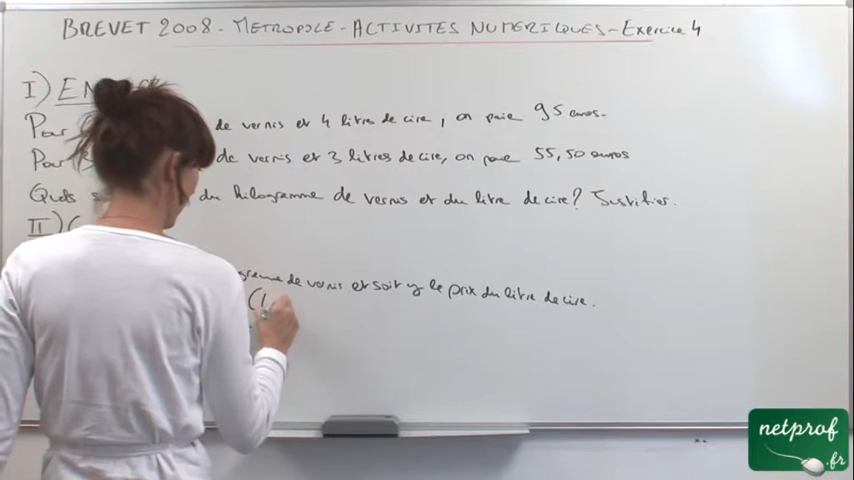 BREVET 2008 - METROPOLE - ACTIVITES NUMERIQUES - Exercice 4
I) EN
Pour de vernis et 4 litres de cire, on paie 95 euros.
Pour de vernis et 3 litres de cire, on paie 55,50 euros
Quels du kilogramme de vernis et du litre de cire? Justifier.
II) C
gramme de vernis et soit y le prix du litre de cire.
(1
netprof
.fr